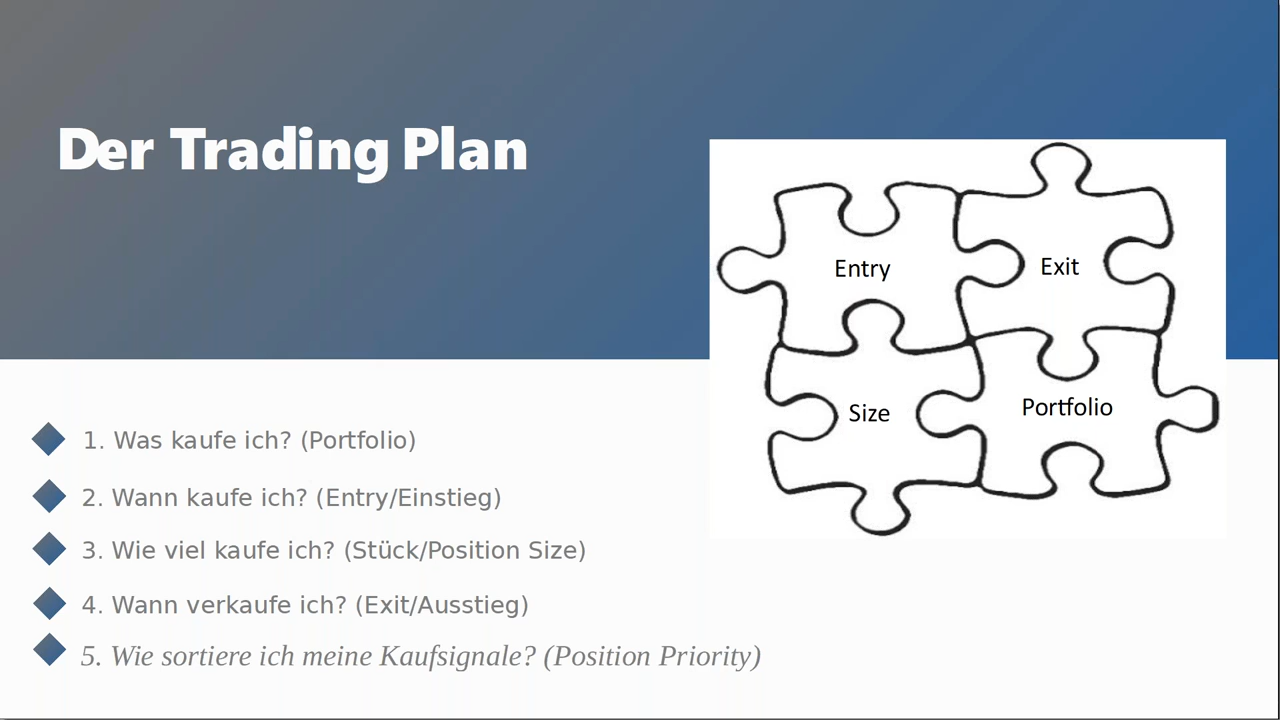 Der Trading Plan
Entry
Exit
Size
Portfolio
1. Was kaufe ich? (Portfolio)
2. Wann kaufe ich? (Entry/Einstieg)
3. Wie viel kaufe ich? (Stück/Position Size)
4. Wann verkaufe ich? (Exit/Ausstieg)
5. Wie sortiere ich meine Kaufsignale? (Position Priority)